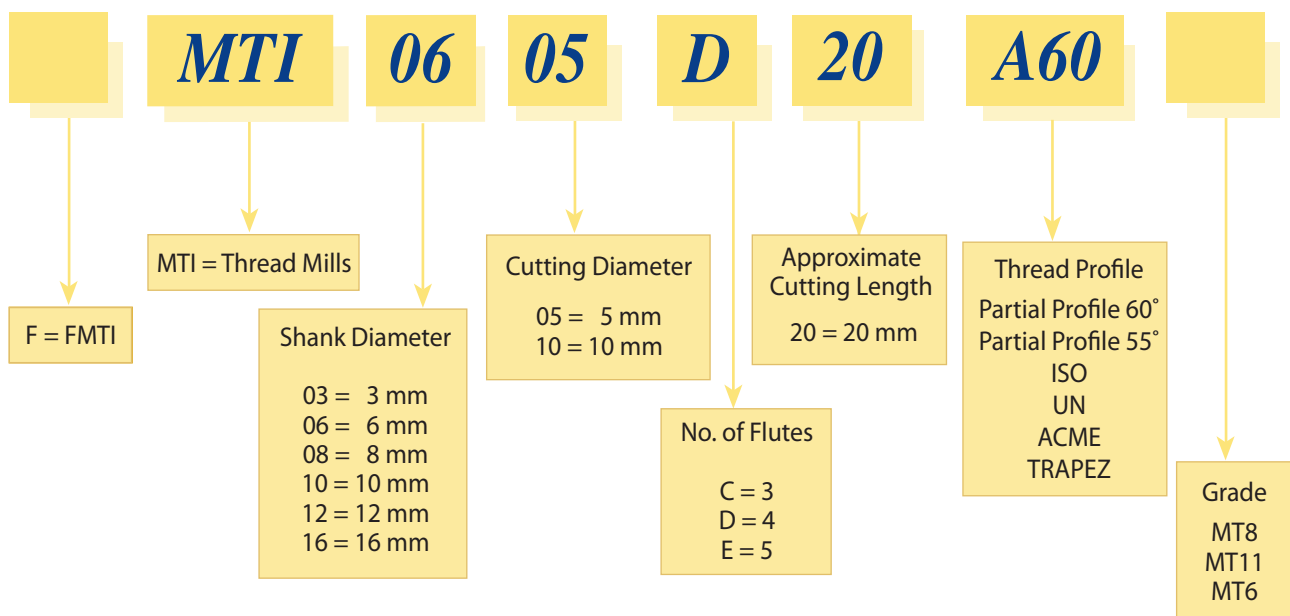 MTI 06 05 D 20 A60
F = FMTI
MTI = Thread Mills
Shank Diameter
03 = 3 mm
06 = 6 mm
08 = 8 mm
10 = 10 mm
12 = 12 mm
16 = 16 mm
Cutting Diameter
05 = 5 mm
10 = 10 mm
No. of Flutes
C = 3
D = 4
E = 5
Approximate
Cutting Length
20 = 20 mm
Thread Profile
Partial Profile 60°
Partial Profile 55°
ISO
UN
ACME
TRAPEZ
Grade
MT8
MT11
MT6